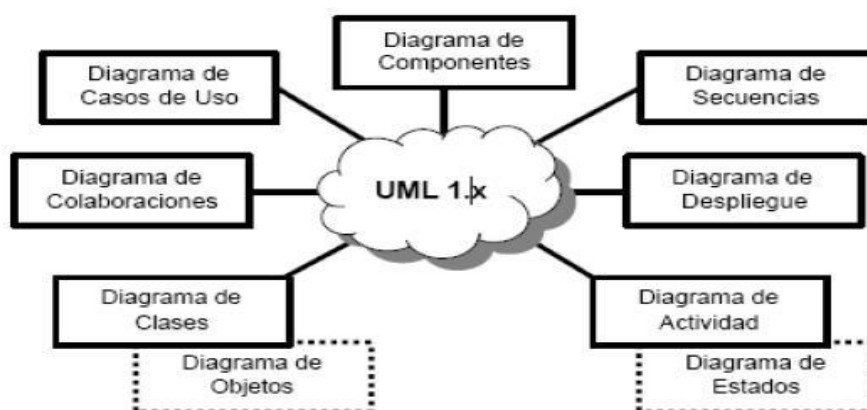 Diagrama de
Componentes
Diagrama de
Casos de Uso
Diagrama de
Secuencias
Diagrama de
Colaboraciones
UML 1.x
Diagrama de
Despliegue
Diagrama de
Clases
Diagrama de
Actividad
Diagrama de
Objetos
Diagrama de
Estados